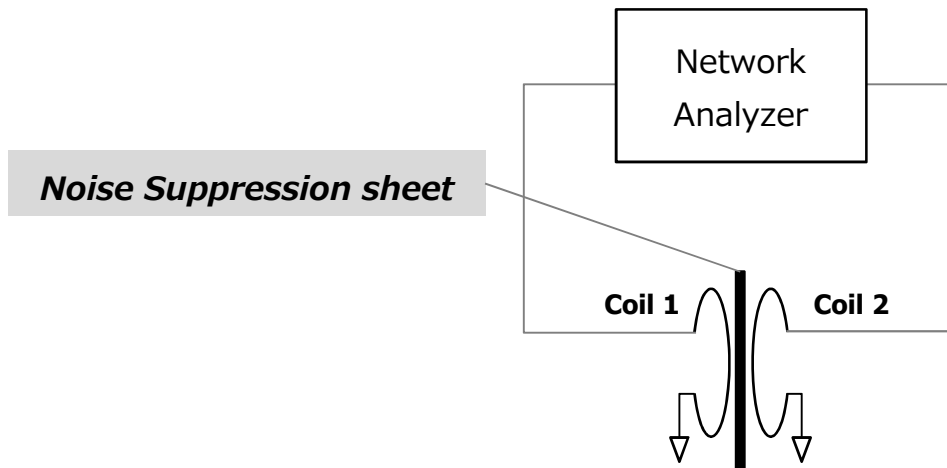 Network
Analyzer
Noise Suppression sheet
Coil 1
Coil 2